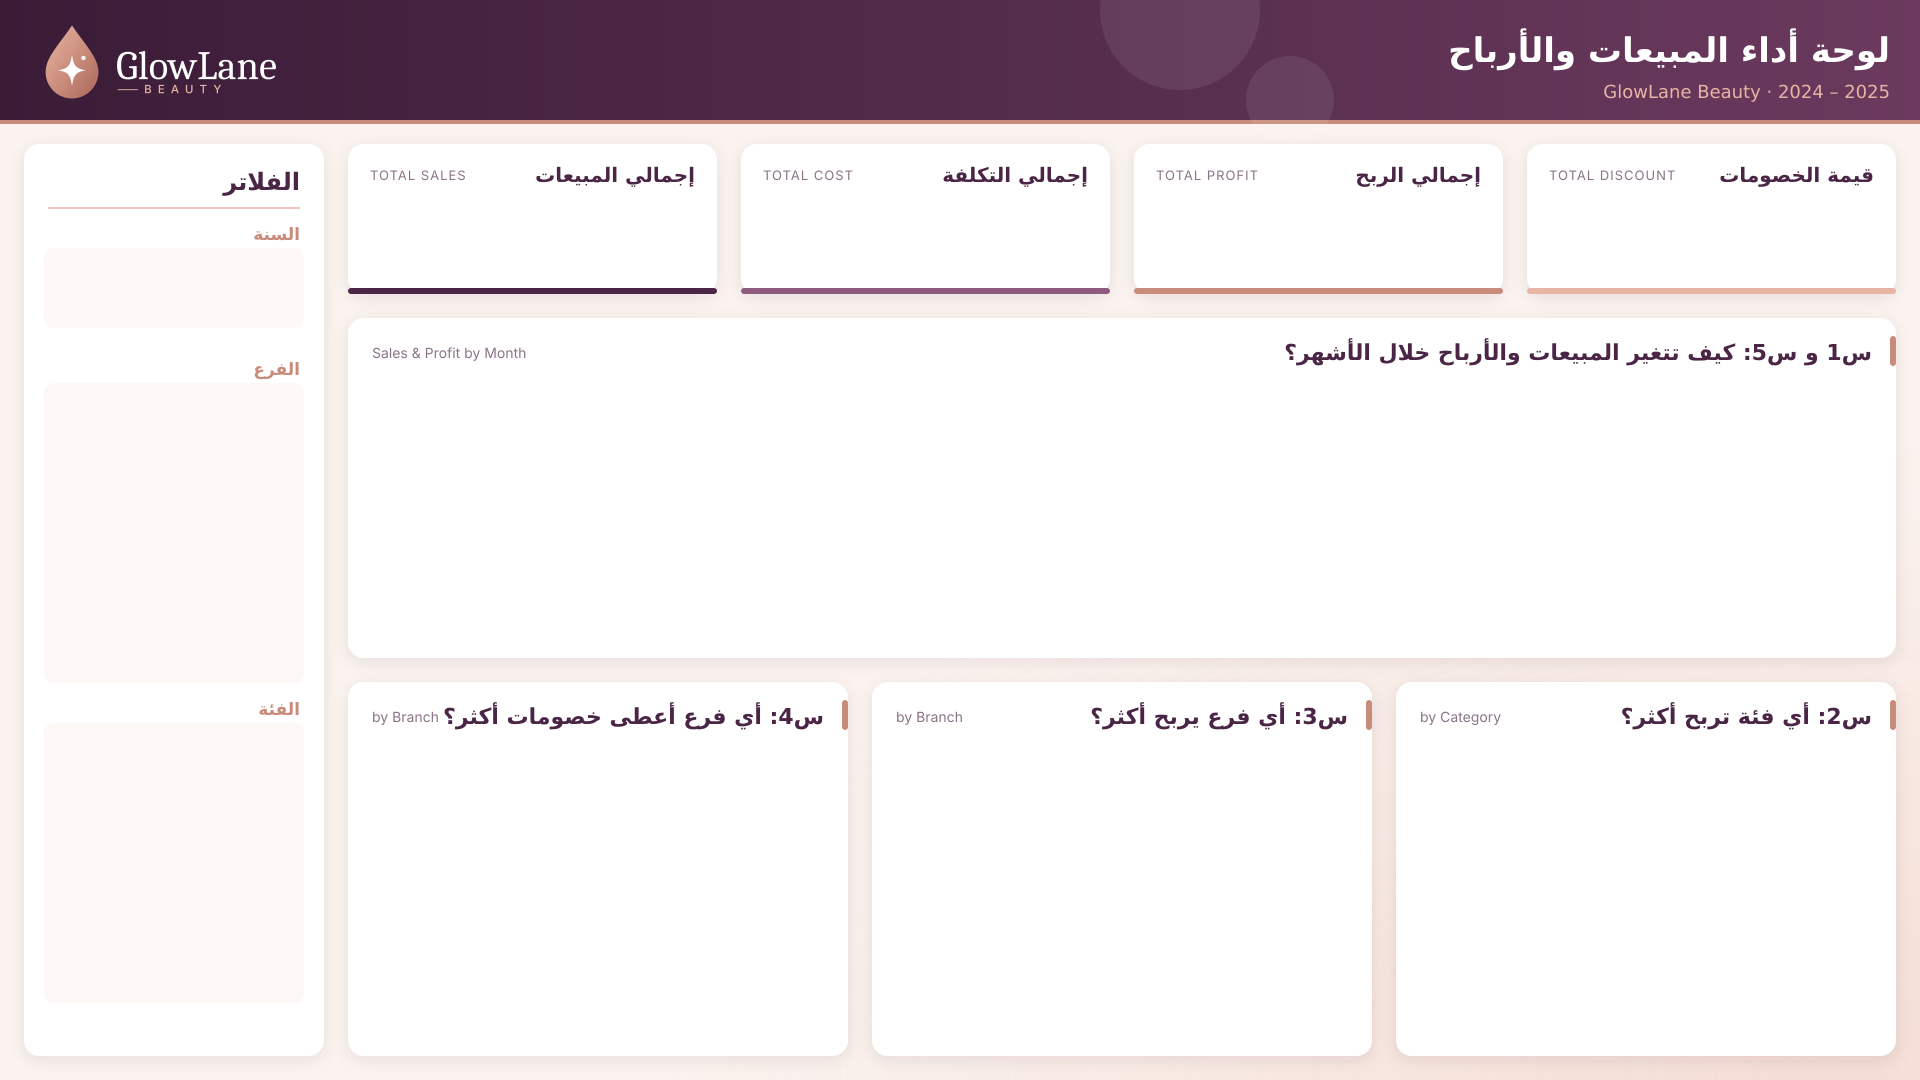 GlowLane
BEAUTY
لوحة أداء المبيعات والأرباح
GlowLane Beauty · 2024 – 2025
الفلاتر
السنة
الفرع
الفئة
TOTAL SALES
إجمالي المبيعات
TOTAL COST
إجمالي التكلفة
TOTAL PROFIT
إجمالي الربح
TOTAL DISCOUNT
قيمة الخصومات
Sales & Profit by Month
س1 و س5: كيف تتغير المبيعات والأرباح خلال الأشهر؟
by Branch
س4: أي فرع أعطى خصومات أكثر؟
by Branch
س3: أي فرع يربح أكثر؟
by Category
س2: أي فئة تربح أكثر؟